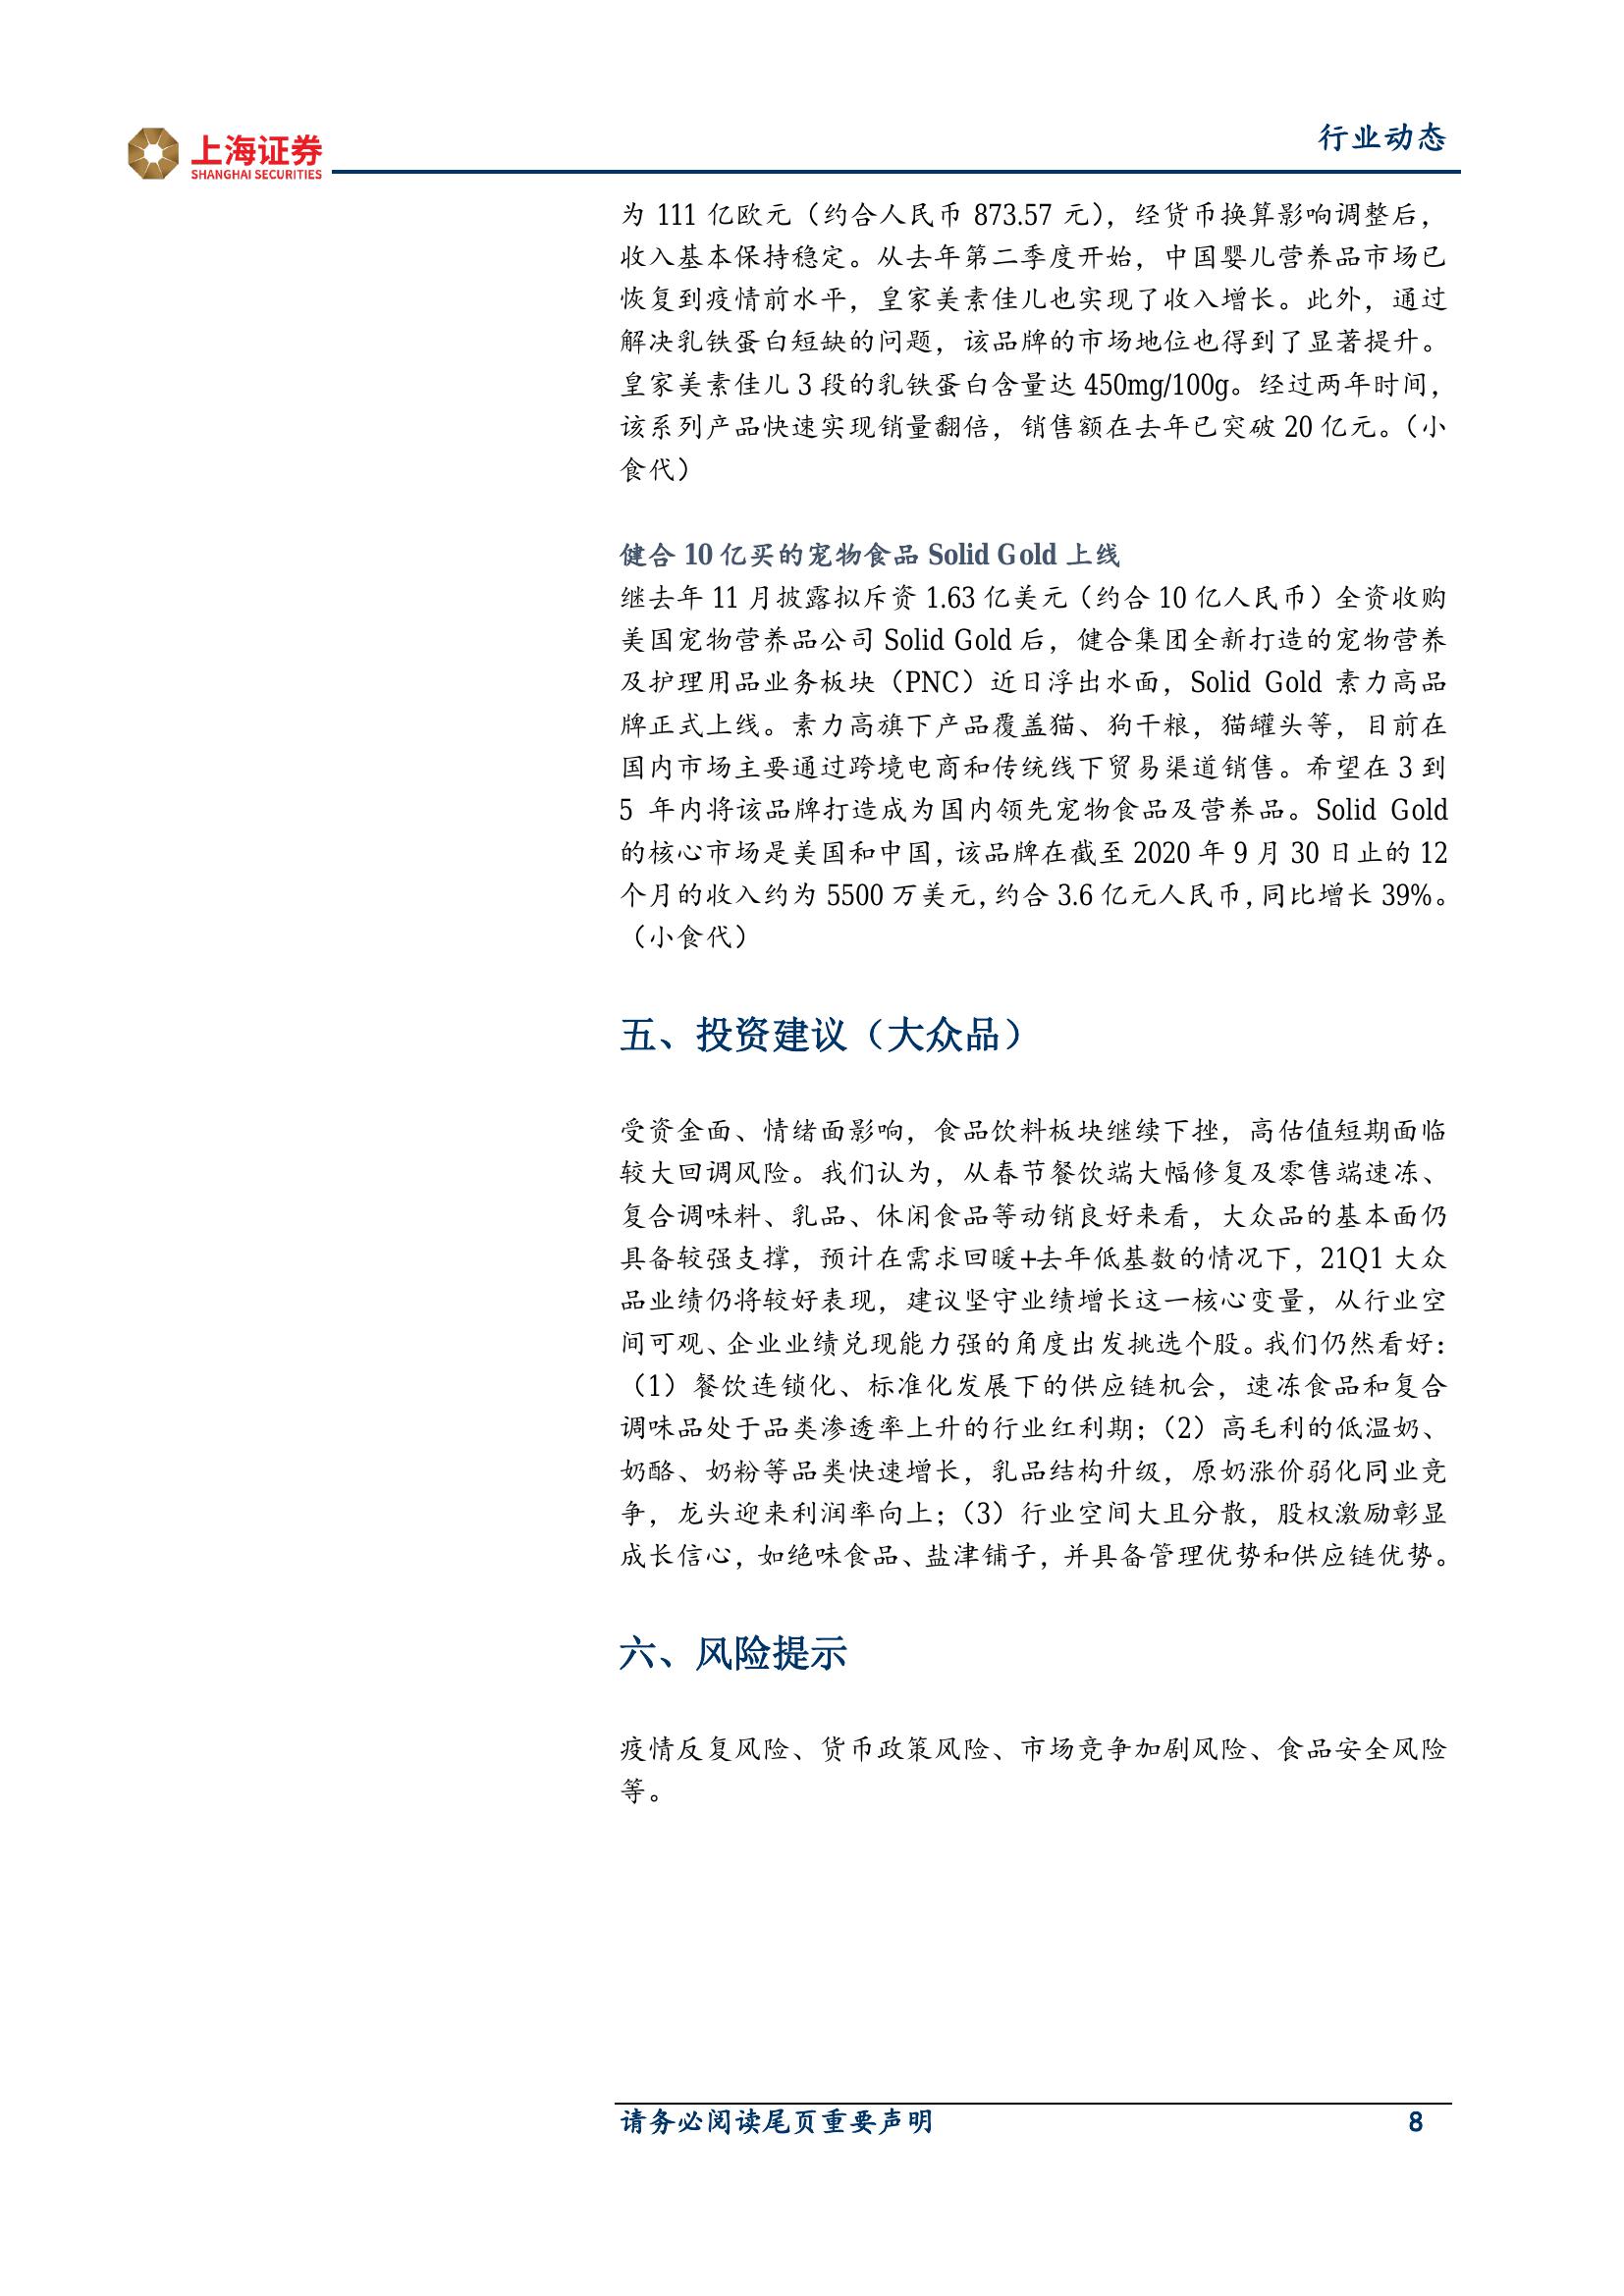 上海证券
SHANGHAI SECURITIES
行业动态
为 111 亿欧元（约合人民币 873.57 元），经货币换算影响调整后，
收入基本保持稳定。从去年第二季度开始，中国婴儿营养品市场已
恢复到疫情前水平，皇家美素佳儿也实现了收入增长。此外，通过
解决乳铁蛋白短缺的问题，该品牌的市场地位也得到了显著提升。
皇家美素佳儿 3 段的乳铁蛋白含量达 450mg/100g。经过两年时间，
该系列产品快速实现销量翻倍，销售额在去年已突破 20 亿元。（小
食代）
健合 10 亿买的宠物食品 Solid Gold 上线
继去年 11 月披露拟斥资 1.63 亿美元（约合 10 亿人民币）全资收购
美国宠物营养品公司 Solid Gold 后，健合集团全新打造的宠物营养
及护理用品业务板块（PNC）近日浮出水面，Solid Gold 素力高品
牌正式上线。素力高旗下产品覆盖猫、狗干粮，猫罐头等，目前在
国内市场主要通过跨境电商和传统线下贸易渠道销售。希望在 3 到
5 年内将该品牌打造成为国内领先宠物食品及营养品。Solid Gold
的核心市场是美国和中国，该品牌在截至 2020 年 9 月 30 日止的 12
个月的收入约为 5500 万美元，约合 3.6 亿元人民币，同比增长 39%。
（小食代）
五、投资建议（大众品）
受资金面、情绪面影响，食品饮料板块继续下挫，高估值短期面临
较大回调风险。我们认为，从春节餐饮端大幅修复及零售端速冻、
复合调味料、乳品、休闲食品等动销良好来看，大众品的基本面仍
具备较强支撑，预计在需求回暖+去年低基数的情况下，21Q1 大众
品业绩仍将较好表现，建议坚守业绩增长这一核心变量，从行业空
间可观、企业业绩兑现能力强的角度出发挑选个股。我们仍然看好：
（1）餐饮连锁化、标准化发展下的供应链机会，速冻食品和复合
调味品处于品类渗透率上升的行业红利期；（2）高毛利的低温奶、
奶酪、奶粉等品类快速增长，乳品结构升级，原奶涨价弱化同业竞
争，龙头迎来利润率向上；（3）行业空间大且分散，股权激励彰显
成长信心，如绝味食品、盐津铺子，并具备管理优势和供应链优势。
六、风险提示
疫情反复风险、货币政策风险、市场竞争加剧风险、食品安全风险
等。
请务必阅读尾页重要声明 8